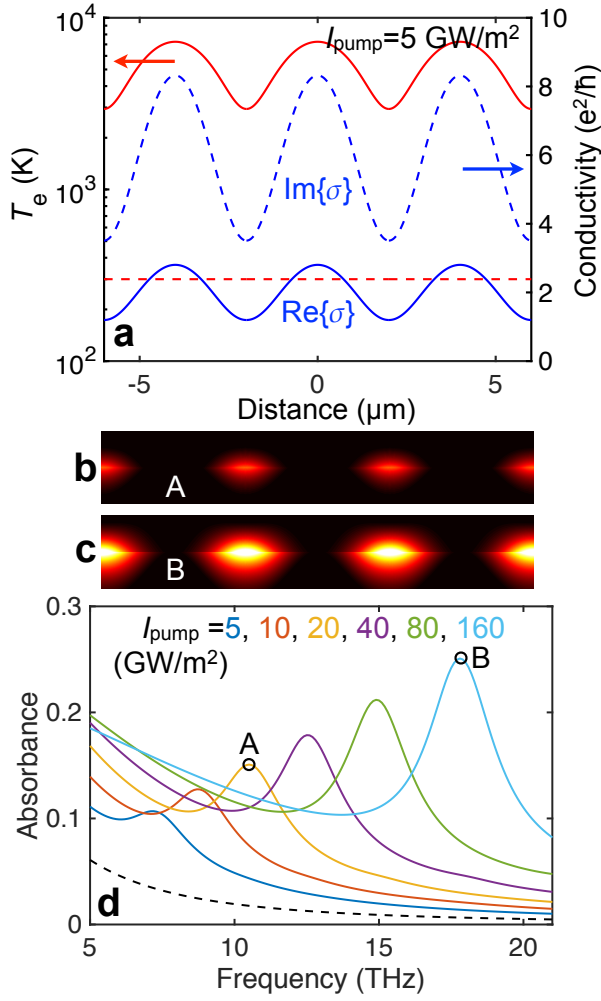 I_pump=5 GW/m²
10⁴
10³
10²
T_e (K)
10
8
6
4
2
0
Conductivity (e²/ħ)
Im{σ}
Re{σ}
a
-5
0
5
Distance (μm)
b
A
c
B
I_pump =5, 10, 20, 40, 80, 160
(GW/m²)
0.3
0.2
0.1
0
Absorbance
A
B
d
5
10
15
20
Frequency (THz)